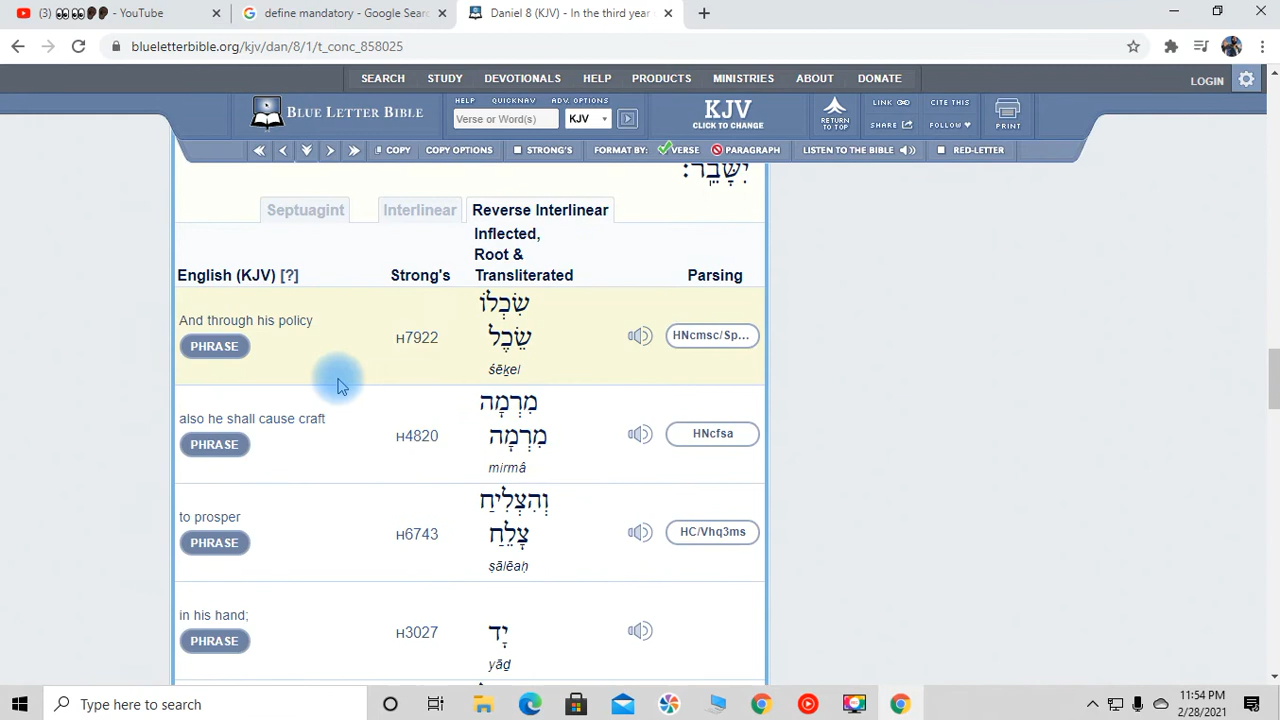 (3) 👀👀👂👂 - YouTube
define mandatory - Google Sear
Daniel 8 (KJV) - In the third year
blueletterbible.org/kjv/dan/8/1/t_conc_858025
SEARCH STUDY DEVOTIONALS HELP PRODUCTS MINISTRIES ABOUT DONATE
LOGIN
BLUE LETTER BIBLE
HELP QUICKNAV ADV. OPTIONS
Verse or Word(s)
KJV
KJV
CLICK TO CHANGE
RETURN
TO TOP
LINK
SHARE
CITE THIS
FOLLOW
PRINT
COPY COPY OPTIONS STRONG'S FORMAT BY: VERSE PARAGRAPH LISTEN TO THE BIBLE RED-LETTER
יִשָּׁבֵֽר׃
Septuagint Interlinear Reverse Interlinear
English (KJV) [?]
Strong's
Inflected,
Root &
Transliterated
Parsing
And through his policy
PHRASE
H7922
שִׂכְלוֹ
שֵׂכֶל
śēḵel
HNcmsc/Sp...
also he shall cause craft
PHRASE
H4820
מִרְמָה
מִרְמָה
mirmâ
HNcfsa
to prosper
PHRASE
H6743
וְהִצְלִיחַ
צָלֵחַ
ṣālēaḥ
HC/Vhq3ms
in his hand;
PHRASE
H3027
יָד
yāḏ
Type here to search
11:54 PM
2/28/2021